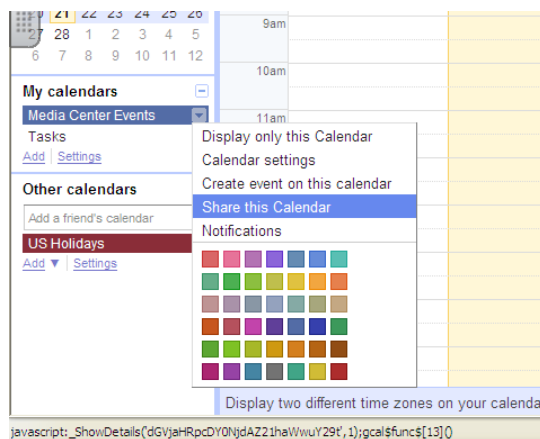 21 22 23 24 25 26
27 28 1 2 3 4 5
6 7 8 9 10 11 12
My calendars
Media Center Events
Tasks
Add Settings
Other calendars
Add a friend's calendar
US Holidays
Add ▼ Settings
9am
10am
11am
Display only this Calendar
Calendar settings
Create event on this calendar
Share this Calendar
Notifications
Display two different time zones on your calenda
javascript:_ShowDetails('dGVjaHRpcDY0NjdAZ21haWwuY29t',1);gcal$func$[13]()